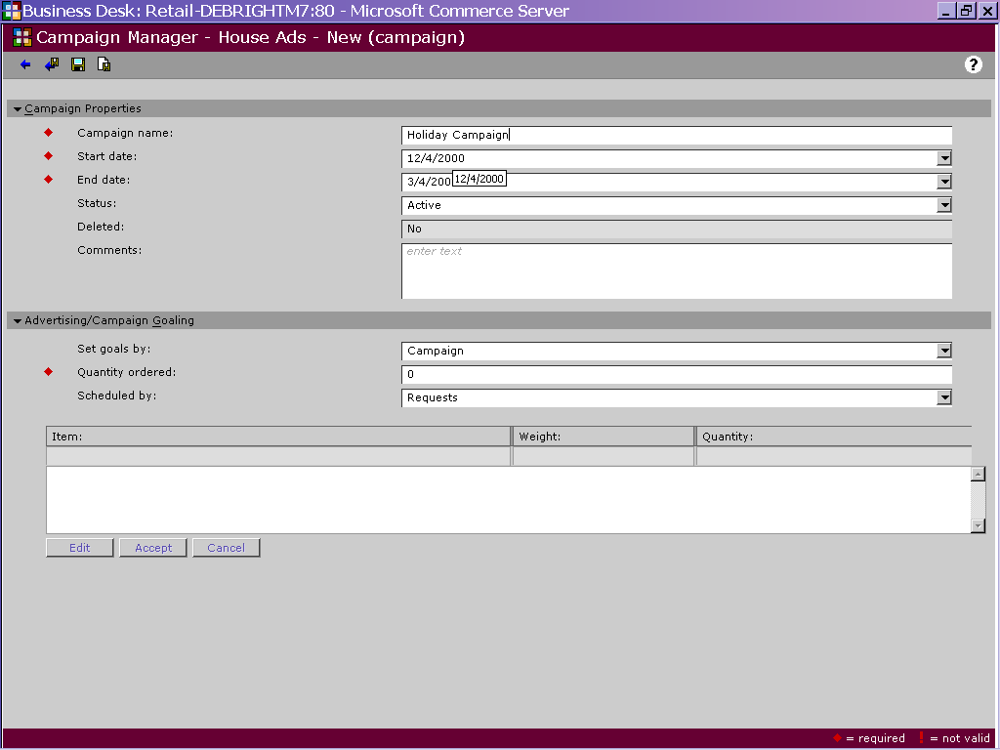 Business Desk: Retail-DEBRIGHTM7:80 - Microsoft Commerce Server
Campaign Manager - House Ads - New (campaign)
?
Campaign Properties
Campaign name: Holiday Campaign
Start date: 12/4/2000
End date: 3/4/200 12/4/2000
Status: Active
Deleted: No
Comments: enter text
Advertising/Campaign Goaling
Set goals by: Campaign
Quantity ordered: 0
Scheduled by: Requests
Item: Weight: Quantity:
Edit Accept Cancel
= required ! = not valid